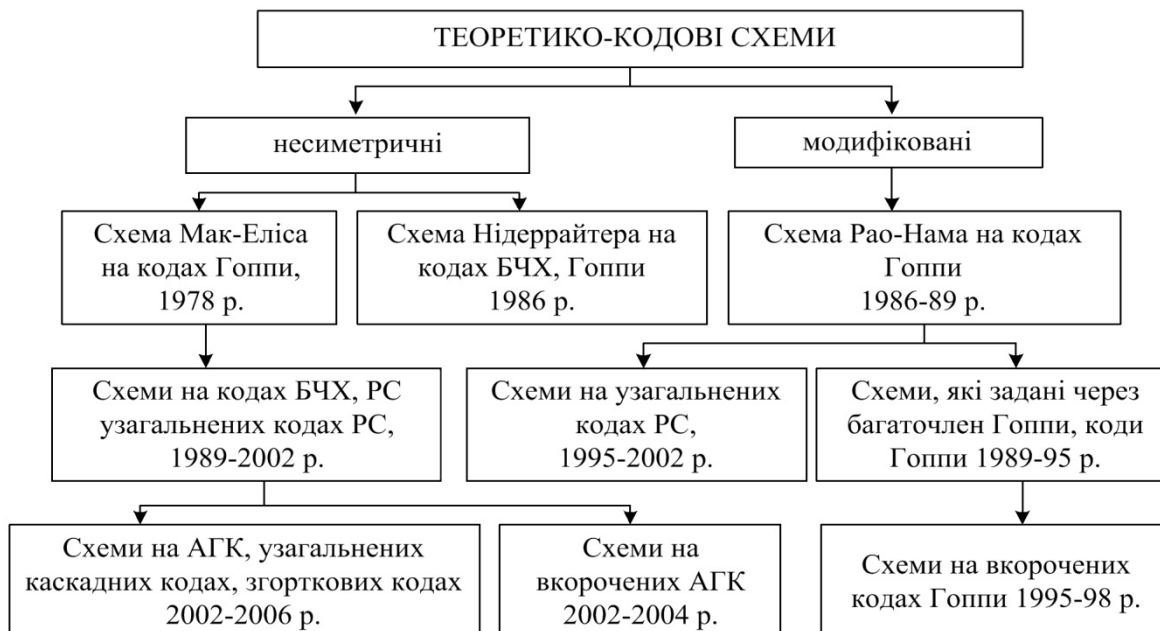 ТЕОРЕТИКО-КОДОВІ СХЕМИ
несиметричні
модифіковані
Схема Мак-Еліса
на кодах Гоппи,
1978 р.
Схема Нідеррайтера на
кодах БЧХ, Гоппи
1986 р.
Схема Рао-Нама на кодах
Гоппи
1986-89 р.
Схеми на кодах БЧХ, РС
узагальнених кодах РС,
1989-2002 р.
Схеми на узагальнених
кодах РС,
1995-2002 р.
Схеми, які задані через
багаточлен Гоппи, коди
Гоппи 1989-95 р.
Схеми на АГК, узагальнених
каскадних кодах, згорткових кодах
2002-2006 р.
Схеми на
вкорочених АГК
2002-2004 р.
Схеми на вкорочених
кодах Гоппи 1995-98 р.